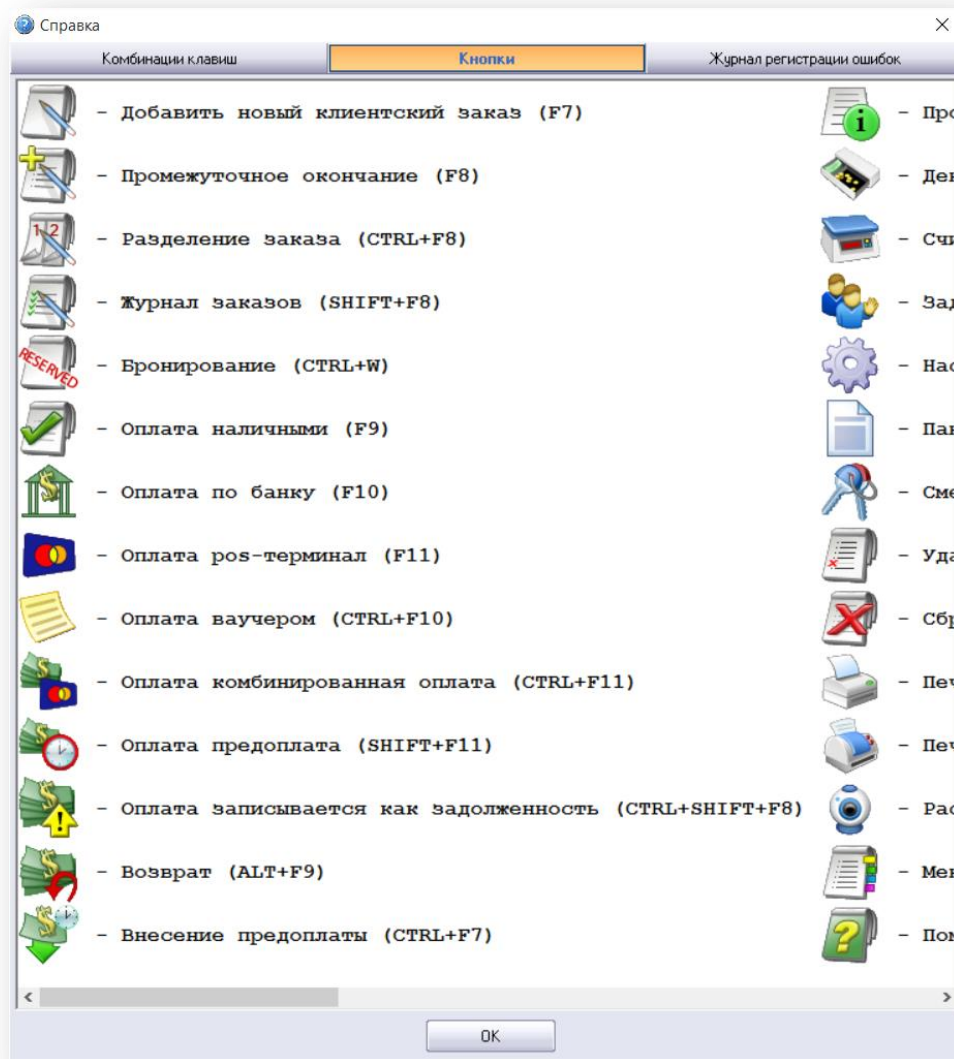 Справка
Комбинации клавиш
Кнопки
Журнал регистрации ошибок
- Добавить новый клиентский заказ (F7)
- Промежуточное окончание (F8)
- Разделение заказа (CTRL+F8)
- Журнал заказов (SHIFT+F8)
RESERVED
- Бронирование (CTRL+W)
- Оплата наличными (F9)
- Оплата по банку (F10)
- Оплата pos-терминал (F11)
- Оплата ваучером (CTRL+F10)
- Оплата комбинированная оплата (CTRL+F11)
- Оплата предоплата (SHIFT+F11)
- Оплата записывается как задолженность (CTRL+SHIFT+F8)
- Возврат (ALT+F9)
- Внесение предоплаты (CTRL+F7)
OK